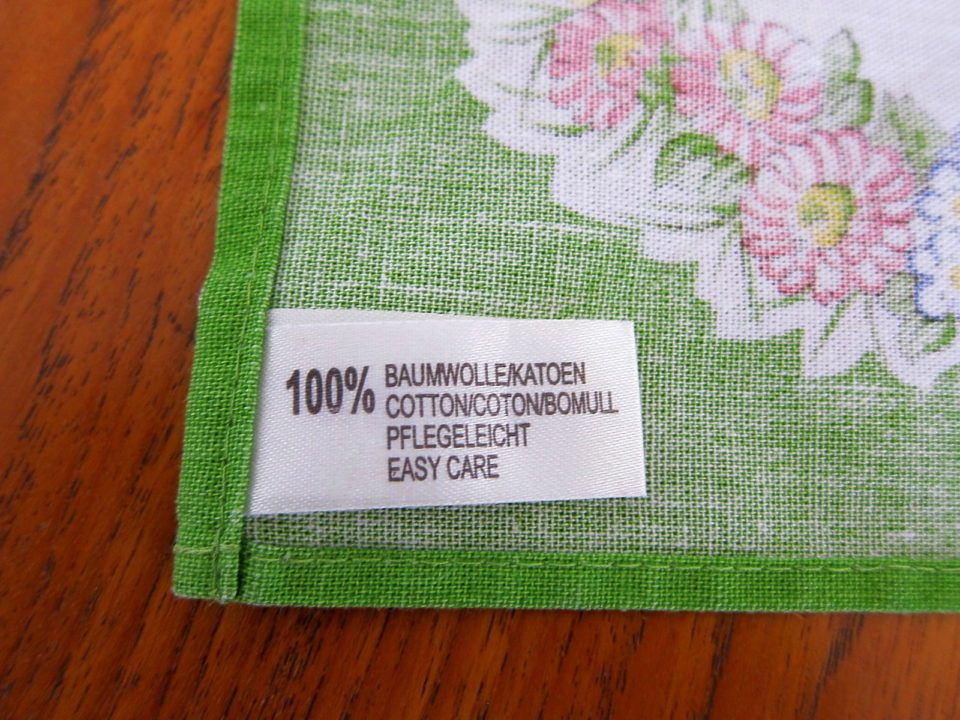 100% BAUMWOLLE/KATOEN
COTTON/COTON/BOMULL
PFLEGELEICHT
EASY CARE